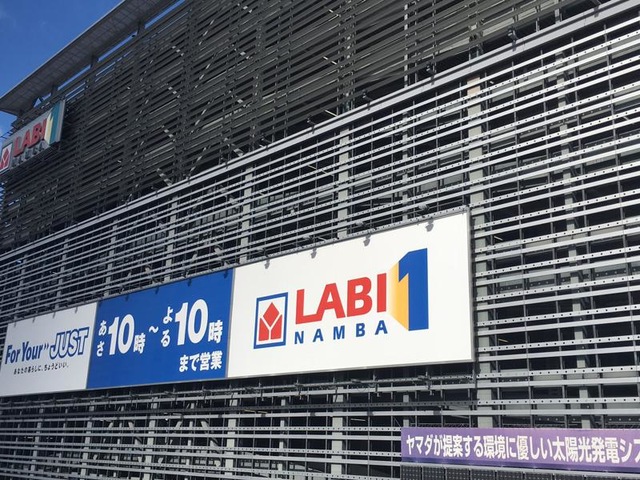 LABI 1
NAMBA
For Your "JUST"
あなたの暮らしに、ちょうどいい。
あさ10時~よる10時
まで営業
LABI 1
NAMBA
ヤマダが提案する環境に優しい太陽光発電シス